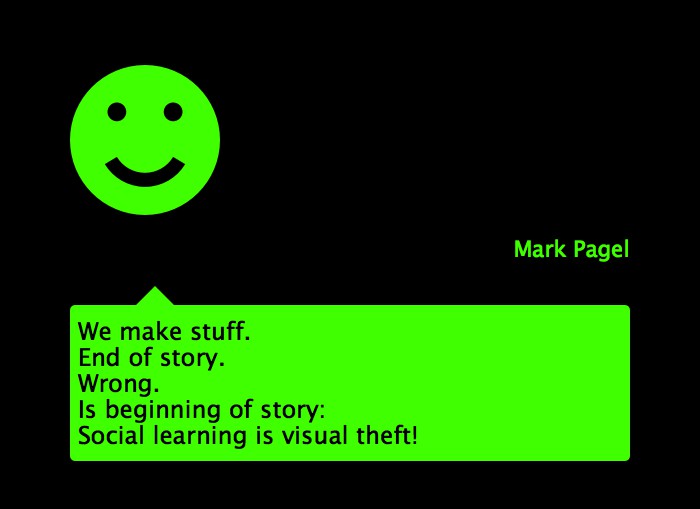 Mark Pagel
We make stuff.
End of story.
Wrong.
Is beginning of story:
Social learning is visual theft!